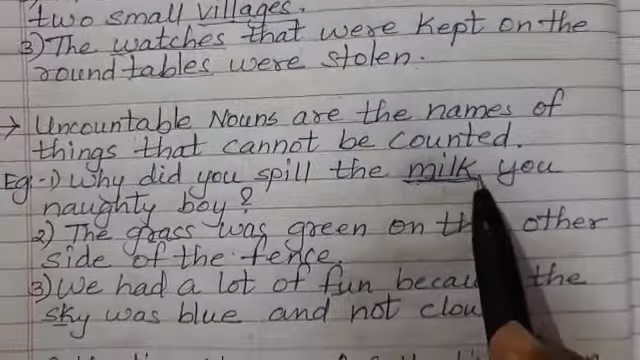 two small villages.
3) The watches that were kept on the
round tables were stolen.
→ Uncountable Nouns are the names of
things that cannot be counted.
Eg:-1) Why did you spill the milk you
naughty boy?
2) The grass was green on other
side of the fence.
3) We had a lot of fun the
sky was blue and not